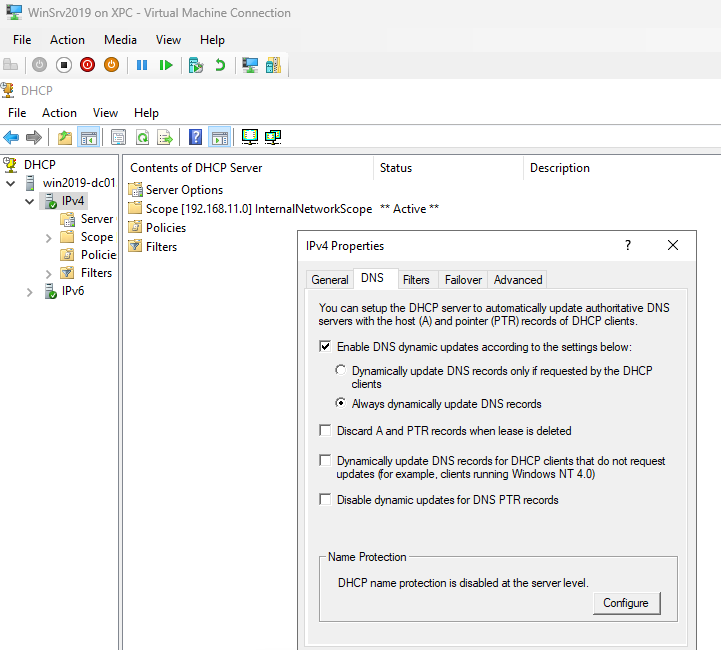 WinSrv2019 on XPC - Virtual Machine Connection
File Action Media View Help
DHCP
File Action View Help
?
DHCP
win2019-dc01
IPv4
Server
Scope
Policie
Filters
IPv6
Contents of DHCP Server Status Description
Server Options
Scope [192.168.11.0] InternalNetworkScope ** Active **
Policies
Filters
IPv4 Properties ?
General DNS Filters Failover Advanced
You can setup the DHCP server to automatically update authoritative DNS
servers with the host (A) and pointer (PTR) records of DHCP clients.
Enable DNS dynamic updates according to the settings below:
Dynamically update DNS records only if requested by the DHCP
clients
Always dynamically update DNS records
Discard A and PTR records when lease is deleted
Dynamically update DNS records for DHCP clients that do not request
updates (for example, clients running Windows NT 4.0)
Disable dynamic updates for DNS PTR records
Name Protection
DHCP name protection is disabled at the server level.
Configure